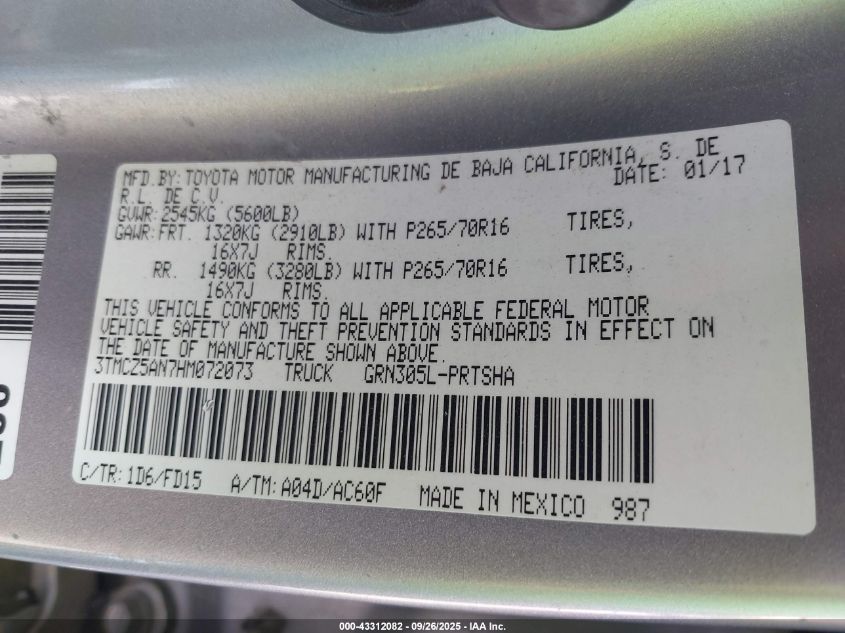 MFD.BY:TOYOTA MOTOR MANUFACTURING DE BAJA CALIFORNIA, S. DE
R.L. DE C.V. DATE: 01/17
GVWR:2545KG (5600LB)
GAWR:FRT. 1320KG (2910LB) WITH P265/70R16 TIRES,
16X7J RIMS.
RR. 1490KG (3280LB) WITH P265/70R16 TIRES,
16X7J RIMS.
THIS VEHICLE CONFORMS TO ALL APPLICABLE FEDERAL MOTOR
VEHICLE SAFETY AND THEFT PREVENTION STANDARDS IN EFFECT ON
THE DATE OF MANUFACTURE SHOWN ABOVE.
3TMCZ5AN7HM072073 TRUCK GRN305L-PRTSHA
C/TR:1D6/FD15 A/TM:A04D/AC60F MADE IN MEXICO 987
000-43312082 - 09/26/2025 - IAA Inc.